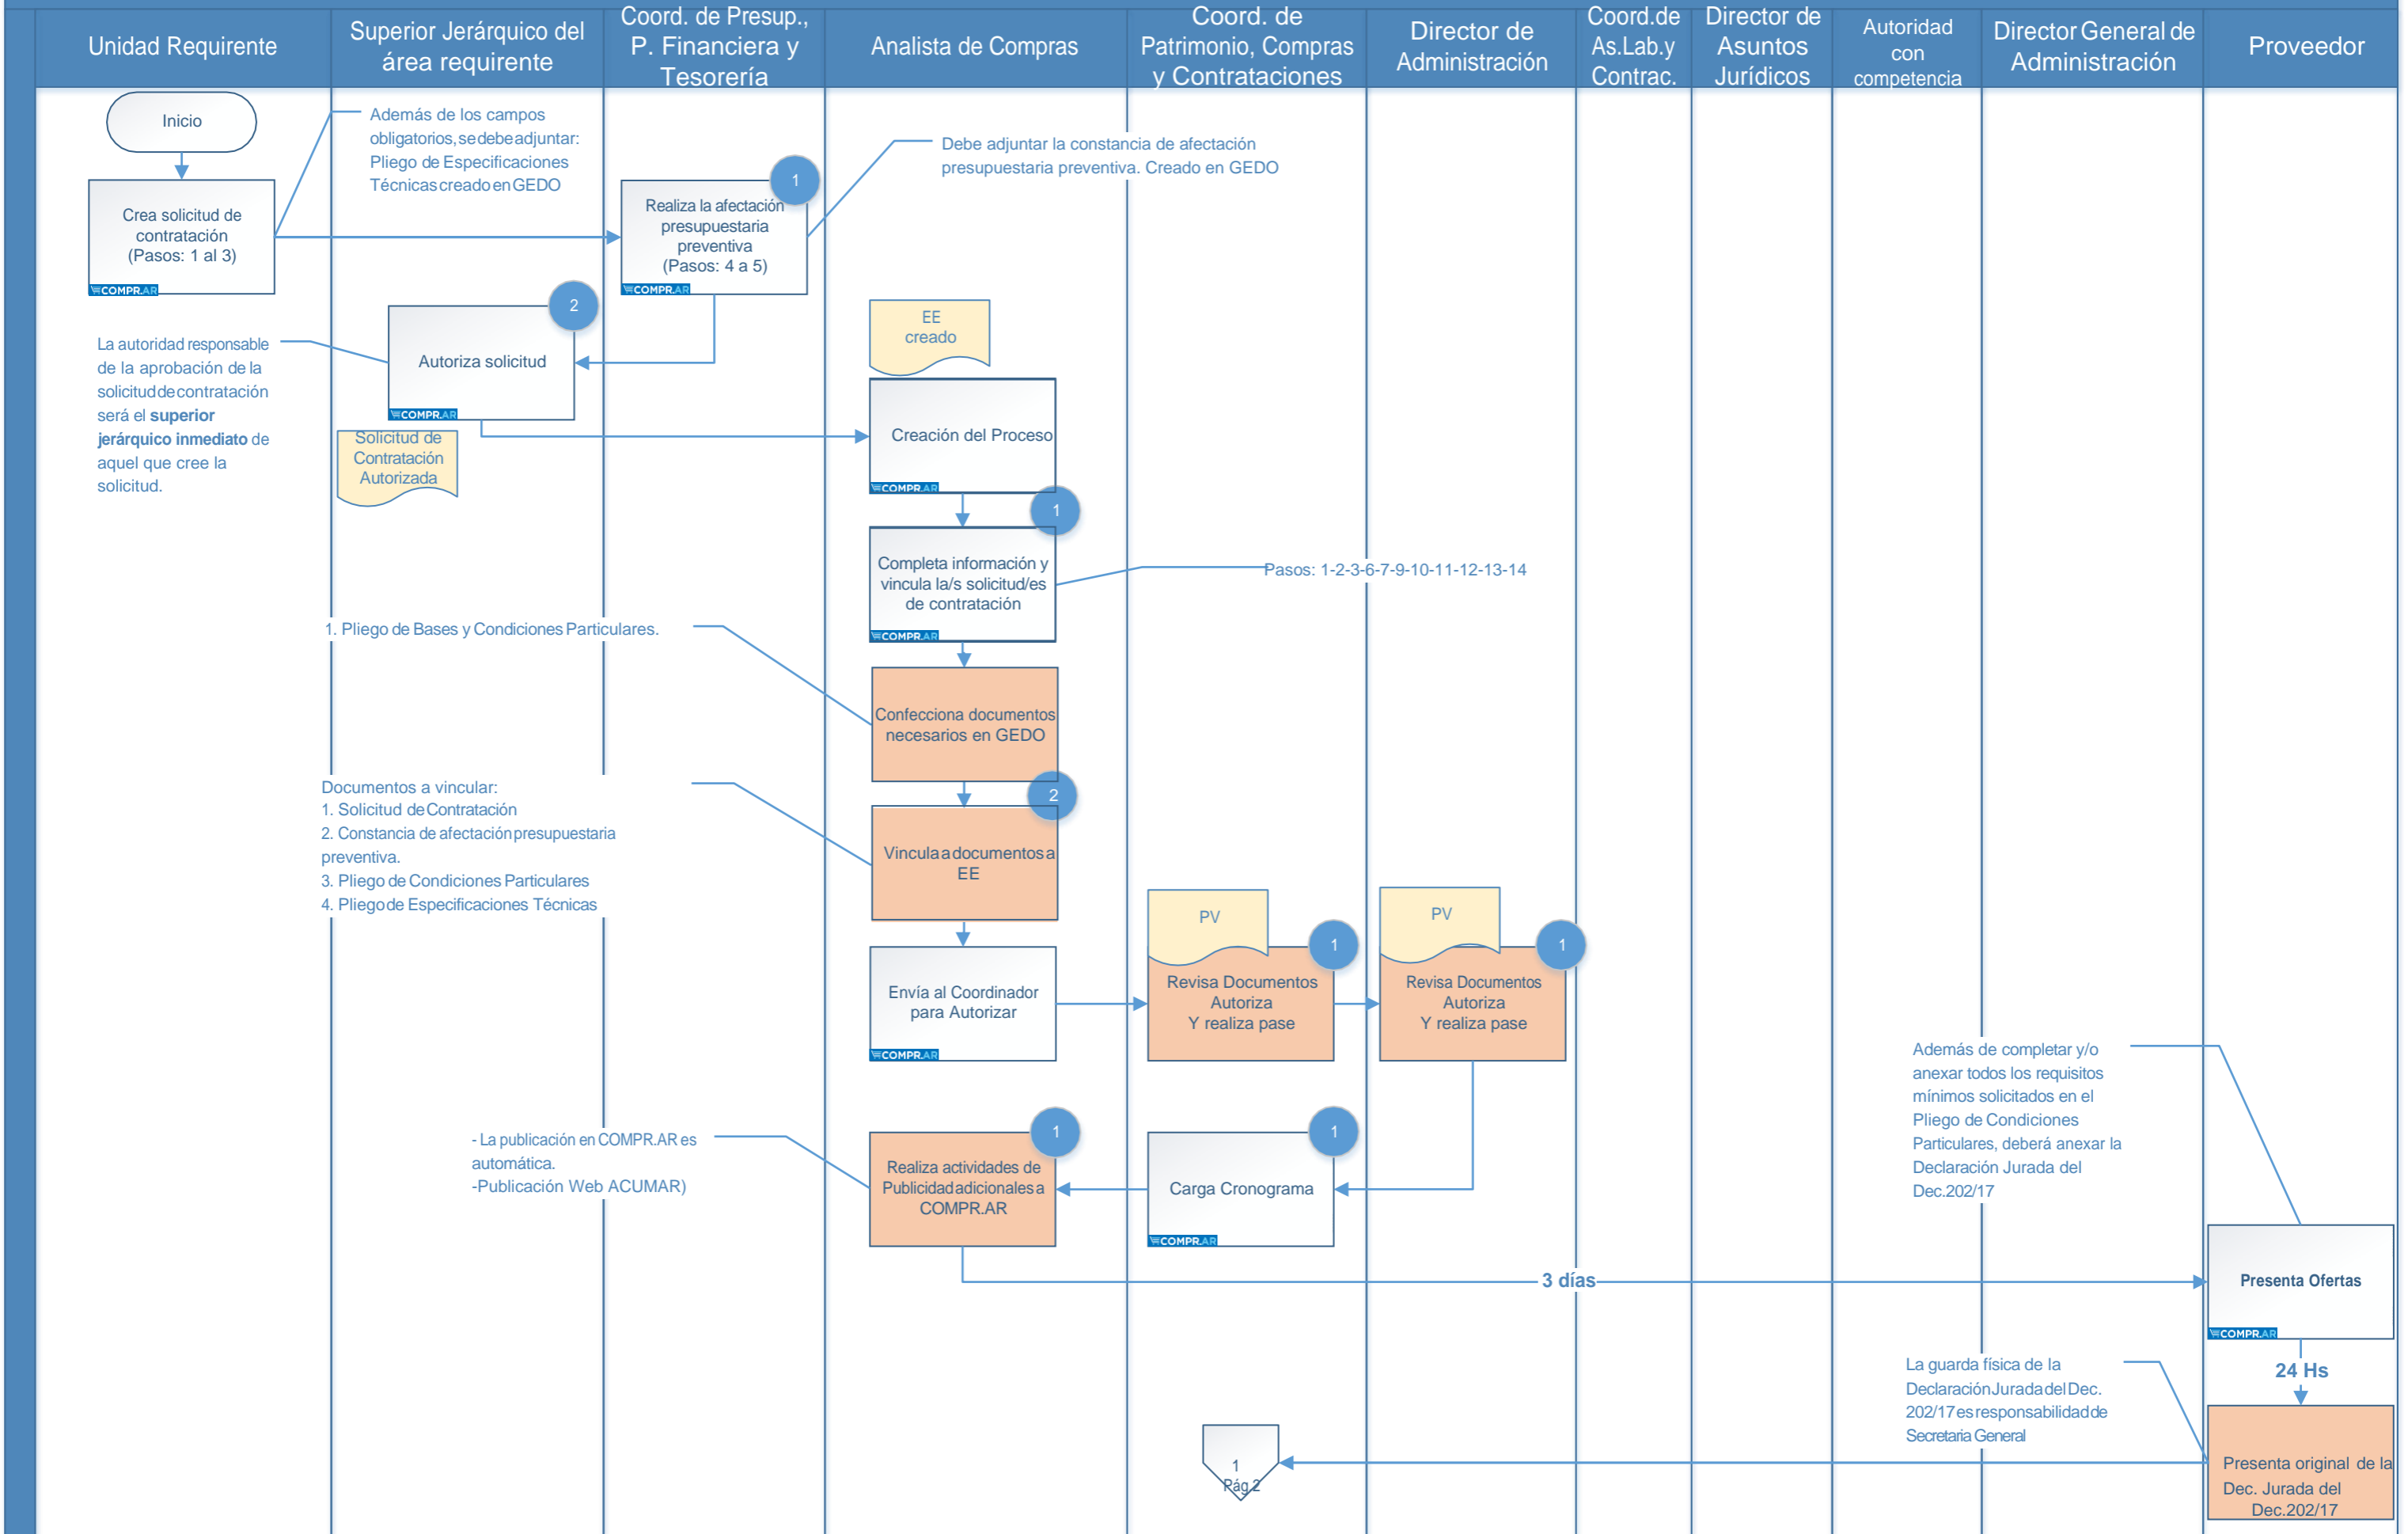 Unidad Requirente
Superior Jerárquico del
área requirente
Coord. de Presup.,
P. Financiera y
Tesorería
Analista de Compras
Coord. de
Patrimonio, Compras
y Contrataciones
Director de
Administración
Coord.de
As.Lab.y
Contrac.
Director de
Asuntos
Jurídicos
Autoridad
con
competencia
Director General de
Administración
Proveedor
Inicio
Además de los campos
obligatorios, se debe adjuntar:
Pliego de Especificaciones
Técnicas creado en GEDO
Debe adjuntar la constancia de afectación
presupuestaria preventiva. Creado en GEDO
Crea solicitud de
contratación
(Pasos: 1 al 3)
COMPR.AR
1
Realiza la afectación
presupuestaria
preventiva
(Pasos: 4 a 5)
COMPR.AR
La autoridad responsable
de la aprobación de la
solicitud de contratación
será el superior
jerárquico inmediato de
aquel que cree la
solicitud.
2
Autoriza solicitud
COMPR.AR
Solicitud de
Contratación
Autorizada
EE
creado
Creación del Proceso
COMPR.AR
1
Completa información y
vincula la/s solicitud/es
de contratación
COMPR.AR
Pasos: 1-2-3-6-7-9-10-11-12-13-14
1. Pliego de Bases y Condiciones Particulares.
Confecciona documentos
necesarios en GEDO
Documentos a vincular:
1. Solicitud de Contratación
2. Constancia de afectación presupuestaria
preventiva.
3. Pliego de Condiciones Particulares
4. Pliego de Especificaciones Técnicas
2
Vincula a documentos a
EE
Envía al Coordinador
para Autorizar
COMPR.AR
PV
1
Revisa Documentos
Autoriza
Y realiza pase
PV
1
Revisa Documentos
Autoriza
Y realiza pase
- La publicación en COMPR.AR es
automática.
-Publicación Web ACUMAR)
1
Realiza actividades de
Publicidad adicionales a
COMPR.AR
1
Carga Cronograma
COMPR.AR
Además de completar y/o
anexar todos los requisitos
mínimos solicitados en el
Pliego de Condiciones
Particulares, deberá anexar la
Declaración Jurada del
Dec.202/17
3 días
Presenta Ofertas
COMPR.AR
24 Hs
La guarda física de la
Declaración Jurada del Dec.
202/17 es responsabilidad de
Secretaria General
Presenta original de la
Dec. Jurada del
Dec.202/17
1
Pág 2